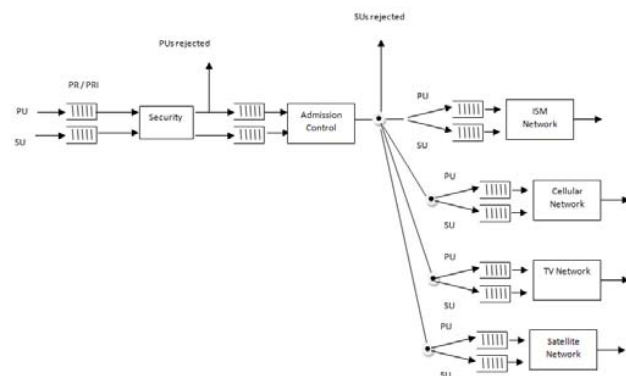 SUs rejected
PUs rejected
PR / PRI
PU
SU
Security
Admission
Control
PU
SU
ISM
Network
PU
SU
Cellular
Network
PU
SU
TV Network
PU
SU
Satellite
Network